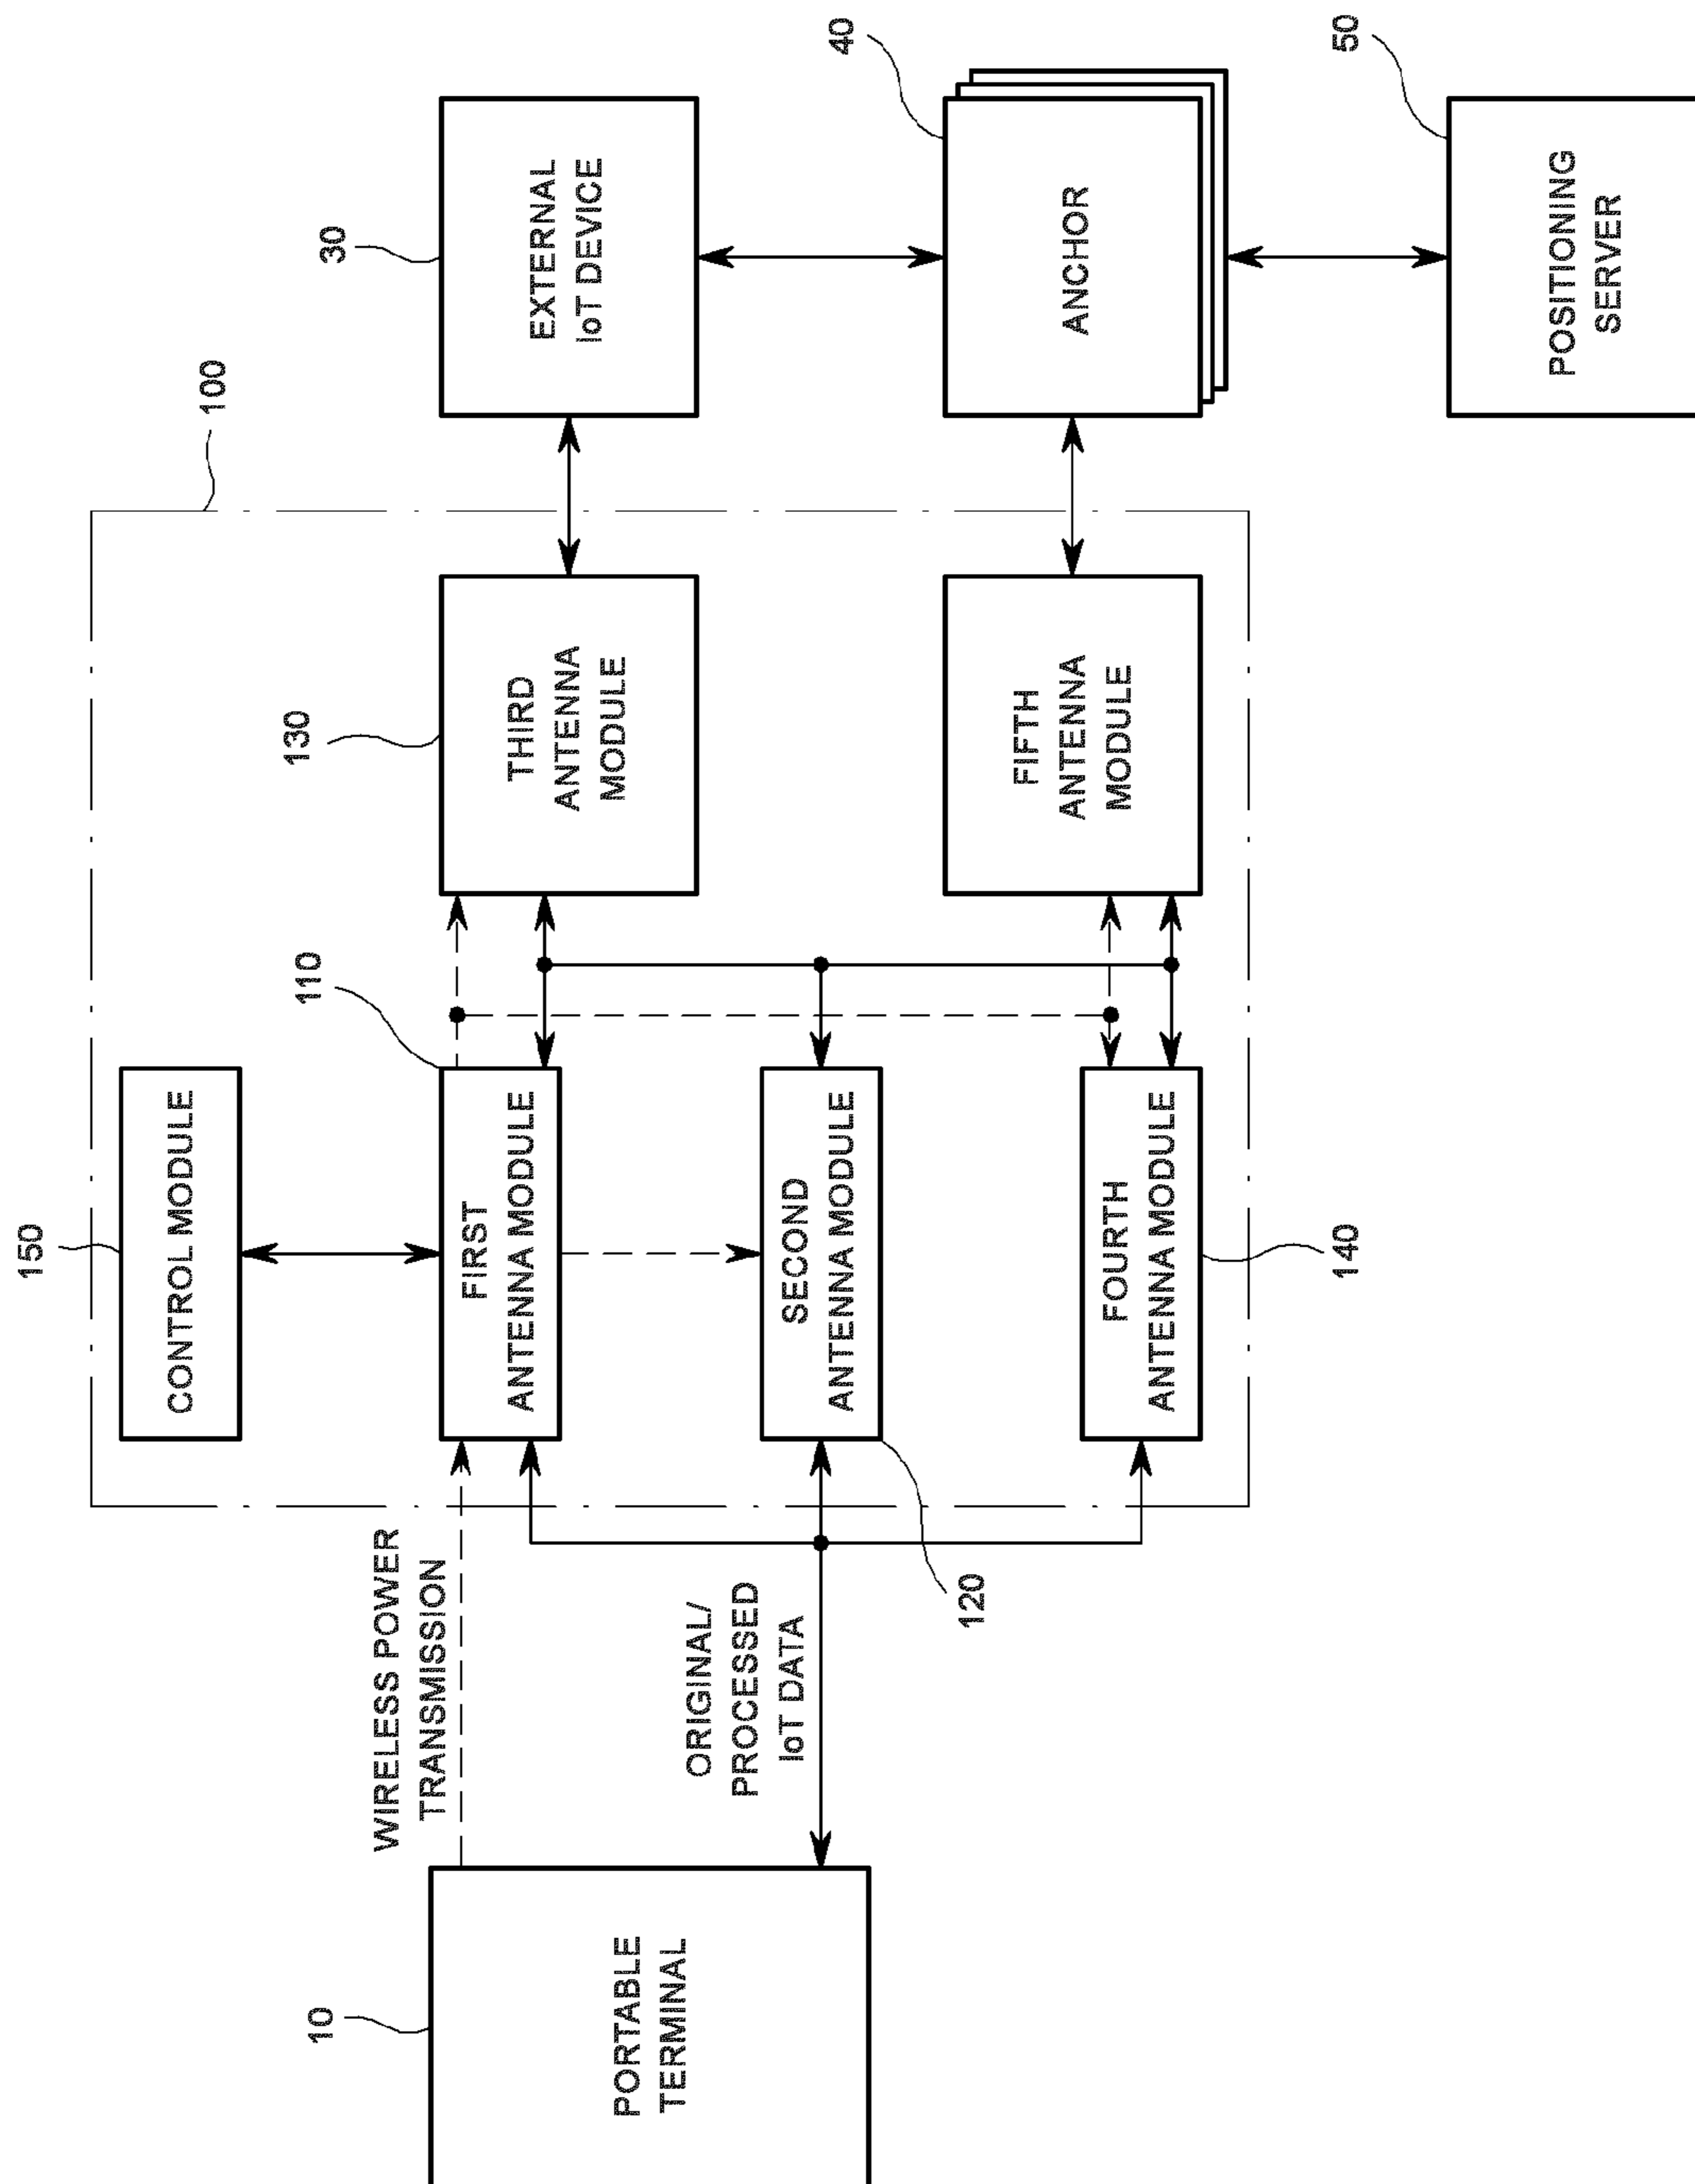 150
CONTROL MODULE
100
10
PORTABLE
TERMINAL
WIRELESS POWER
TRANSMISSION
ORIGINAL/
PROCESSED
IoT DATA
110
FIRST
ANTENNA MODULE
120
SECOND
ANTENNA MODULE
140
FOURTH
ANTENNA MODULE
130
THIRD
ANTENNA
MODULE
FIFTH
ANTENNA
MODULE
30
EXTERNAL
IoT DEVICE
40
ANCHOR
50
POSITIONING
SERVER